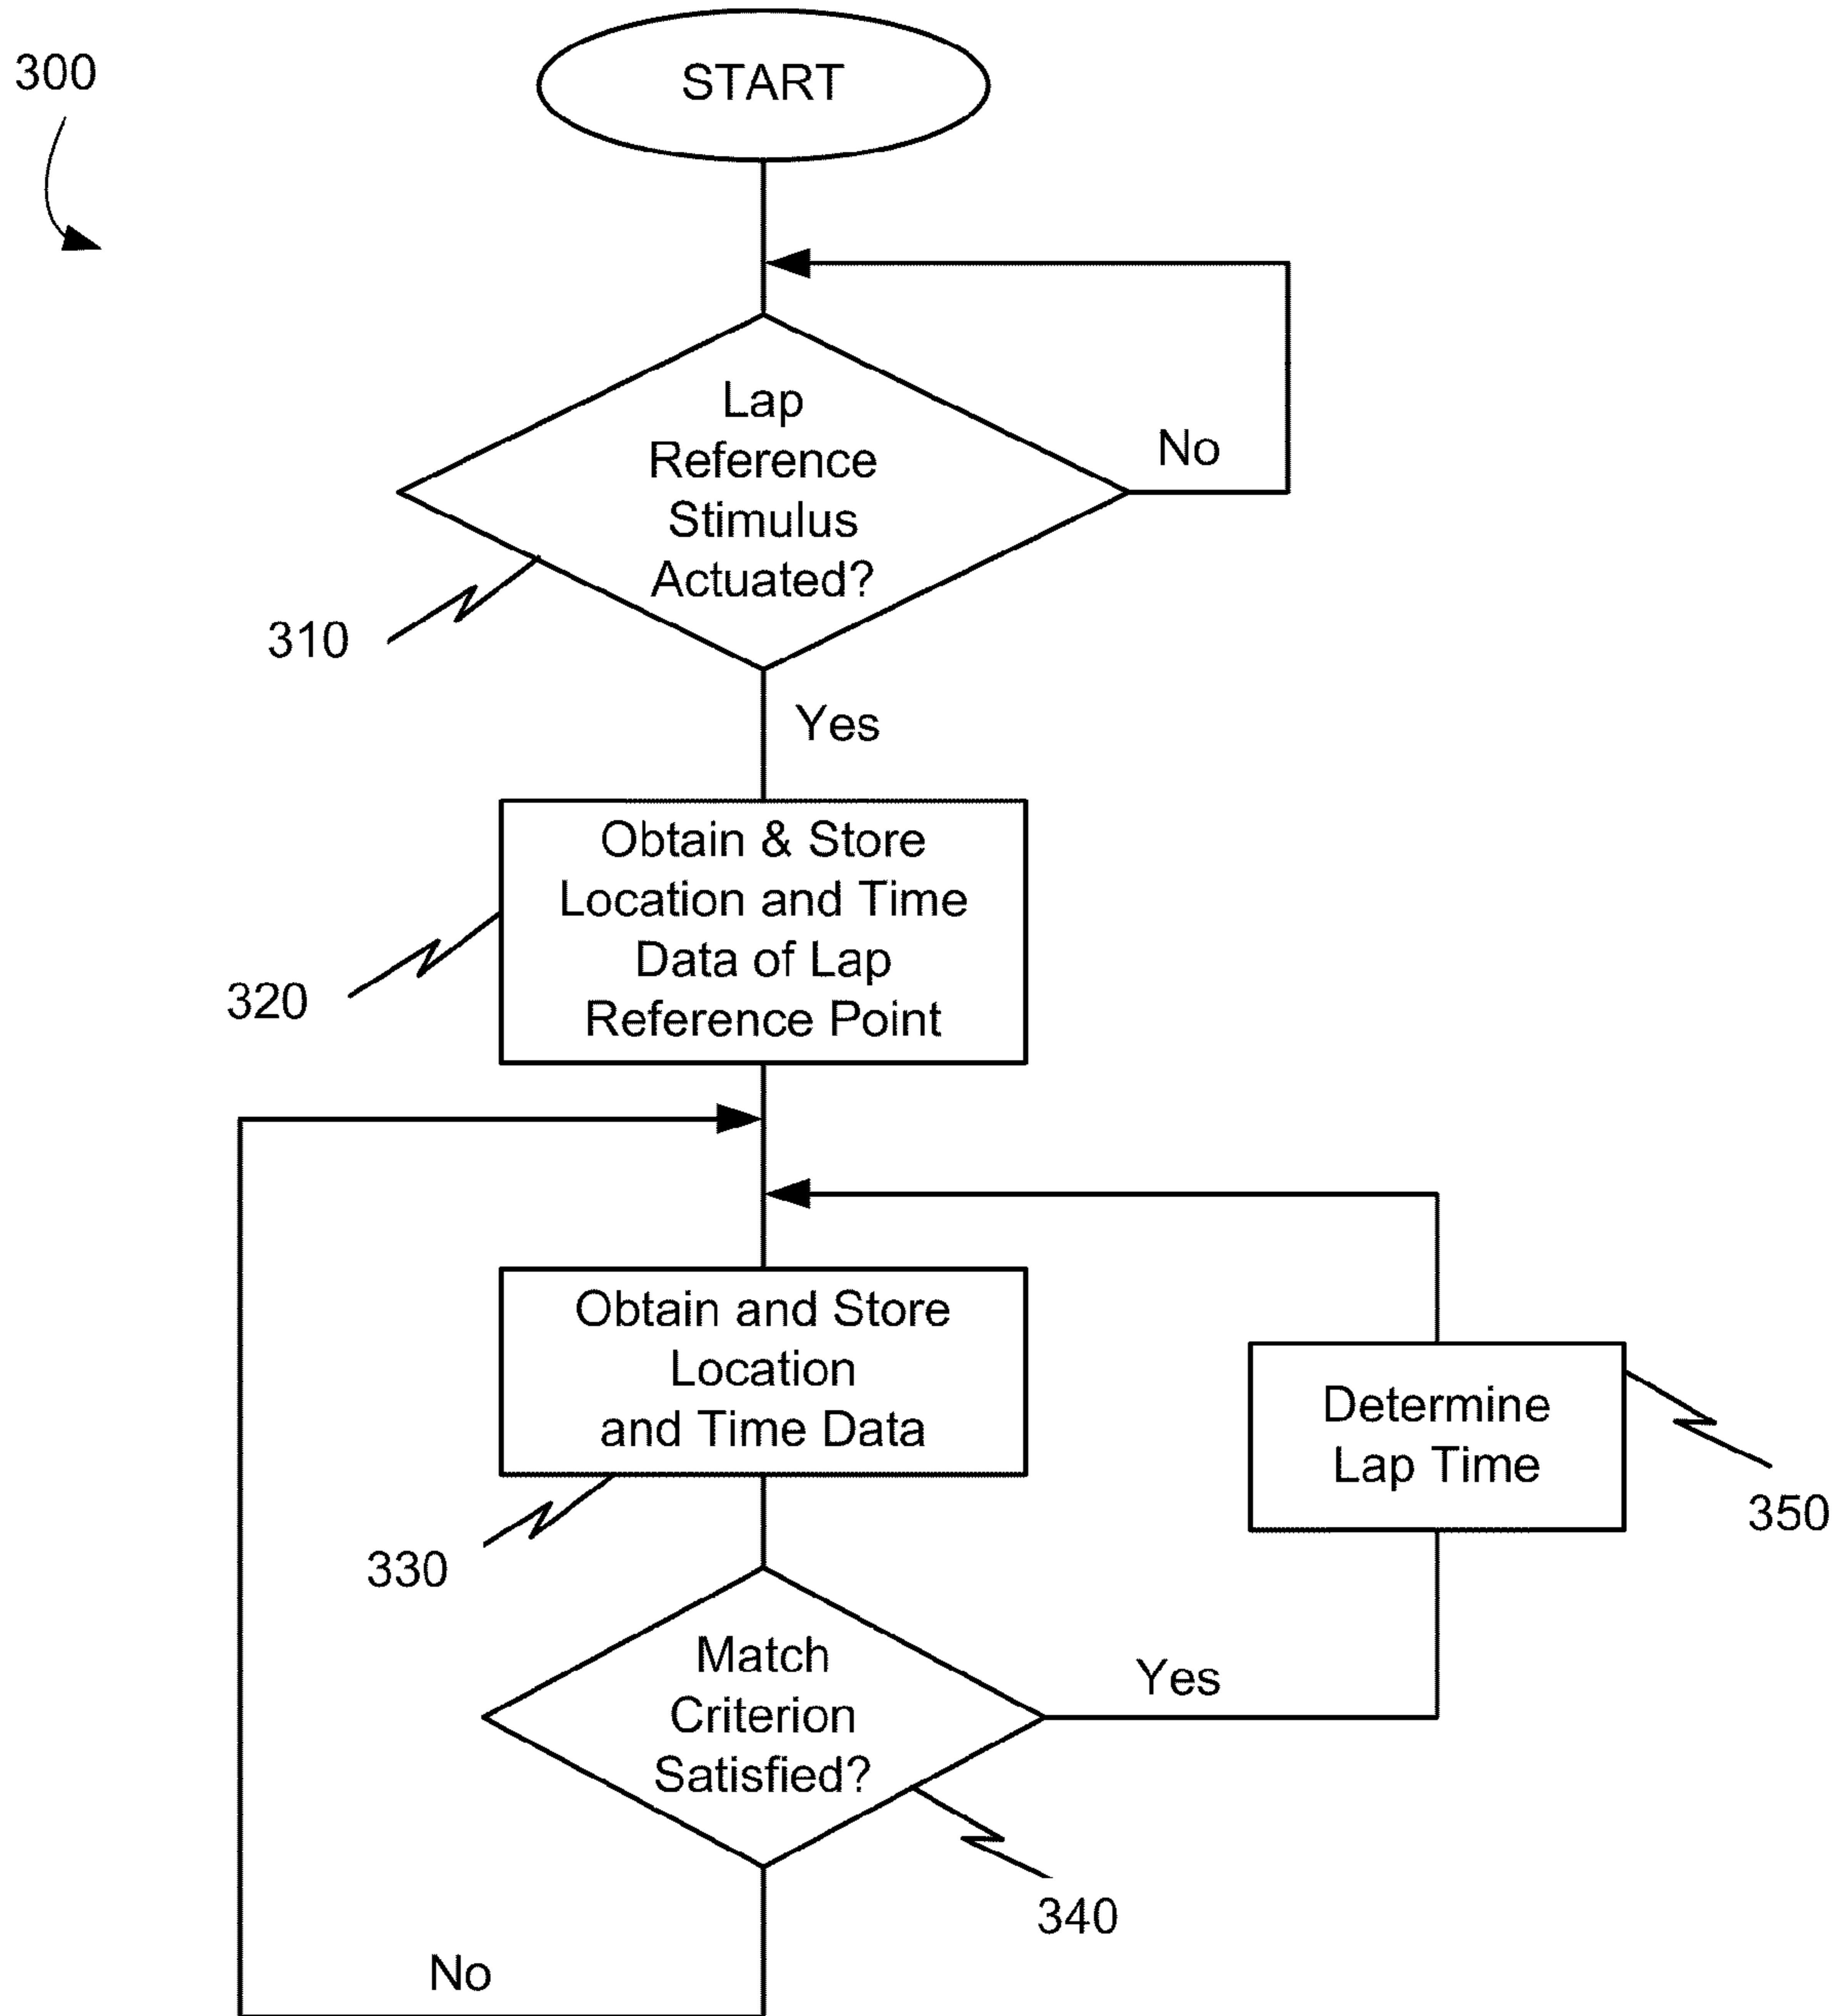 300
START
Lap
Reference
Stimulus
Actuated?
No
310
Yes
Obtain & Store
Location and Time
Data of Lap
Reference Point
320
Obtain and Store
Location
and Time Data
330
Determine
Lap Time
350
Match
Criterion
Satisfied?
Yes
340
No